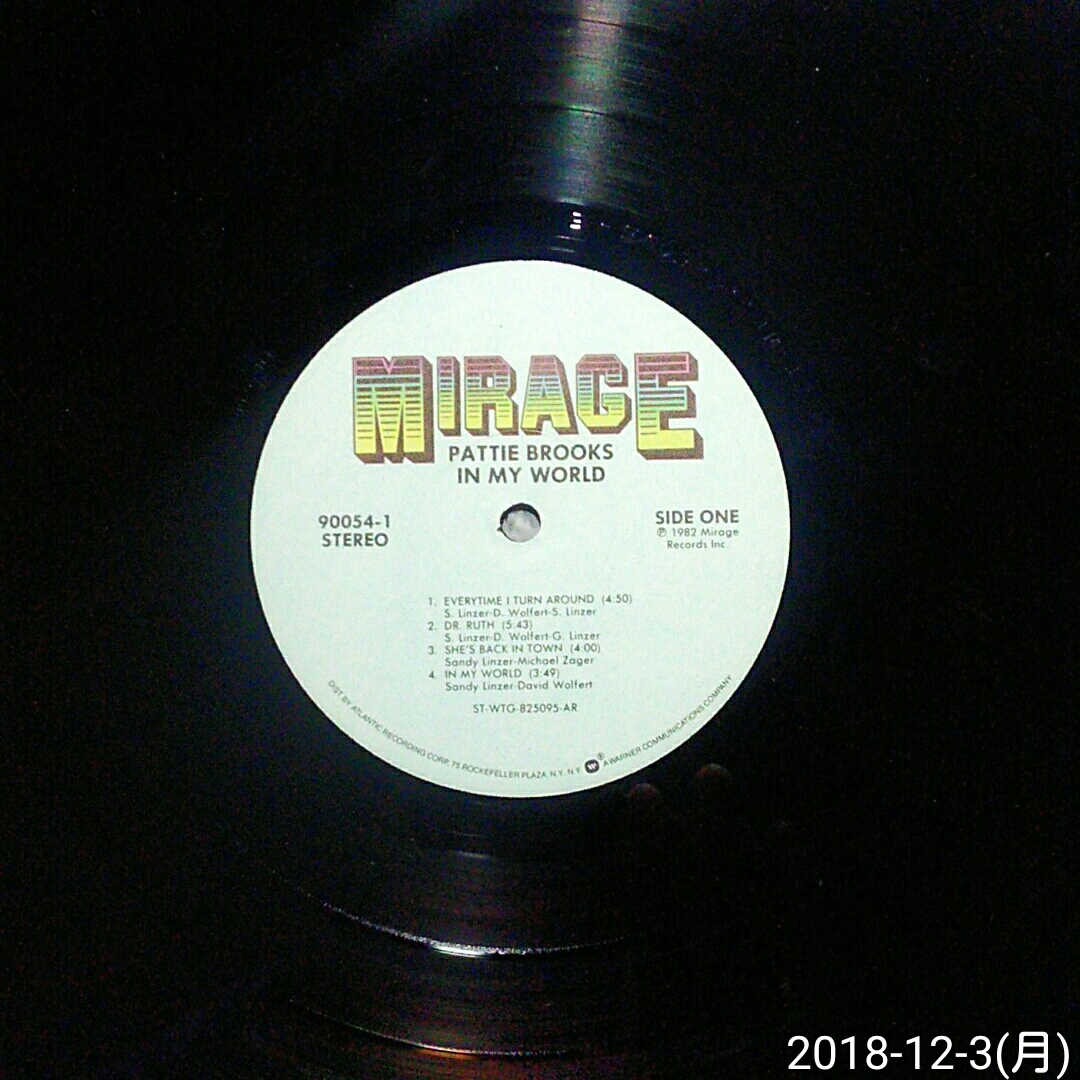 MIRAGE
PATTIE BROOKS
IN MY WORLD
90054-1
STEREO
SIDE ONE
℗ 1982 Mirage
Records Inc.
1. EVERYTIME I TURN AROUND (4:50)
S. Linzer-D. Wolfert-S. Linzer
2. DR. RUTH (5:43)
S. Linzer-D. Wolfert-G. Linzer
3. SHE'S BACK IN TOWN (4:00)
Sandy Linzer-Michael Zager
4. IN MY WORLD (3:49)
Sandy Linzer-David Wolfert
ST-WTG-825095-AR
DIST. BY ATLANTIC RECORDING CORP. 75 ROCKEFELLER PLAZA, N.Y. N.Y. W ® A WARNER COMMUNICATIONS COMPANY
2018-12-3(月)